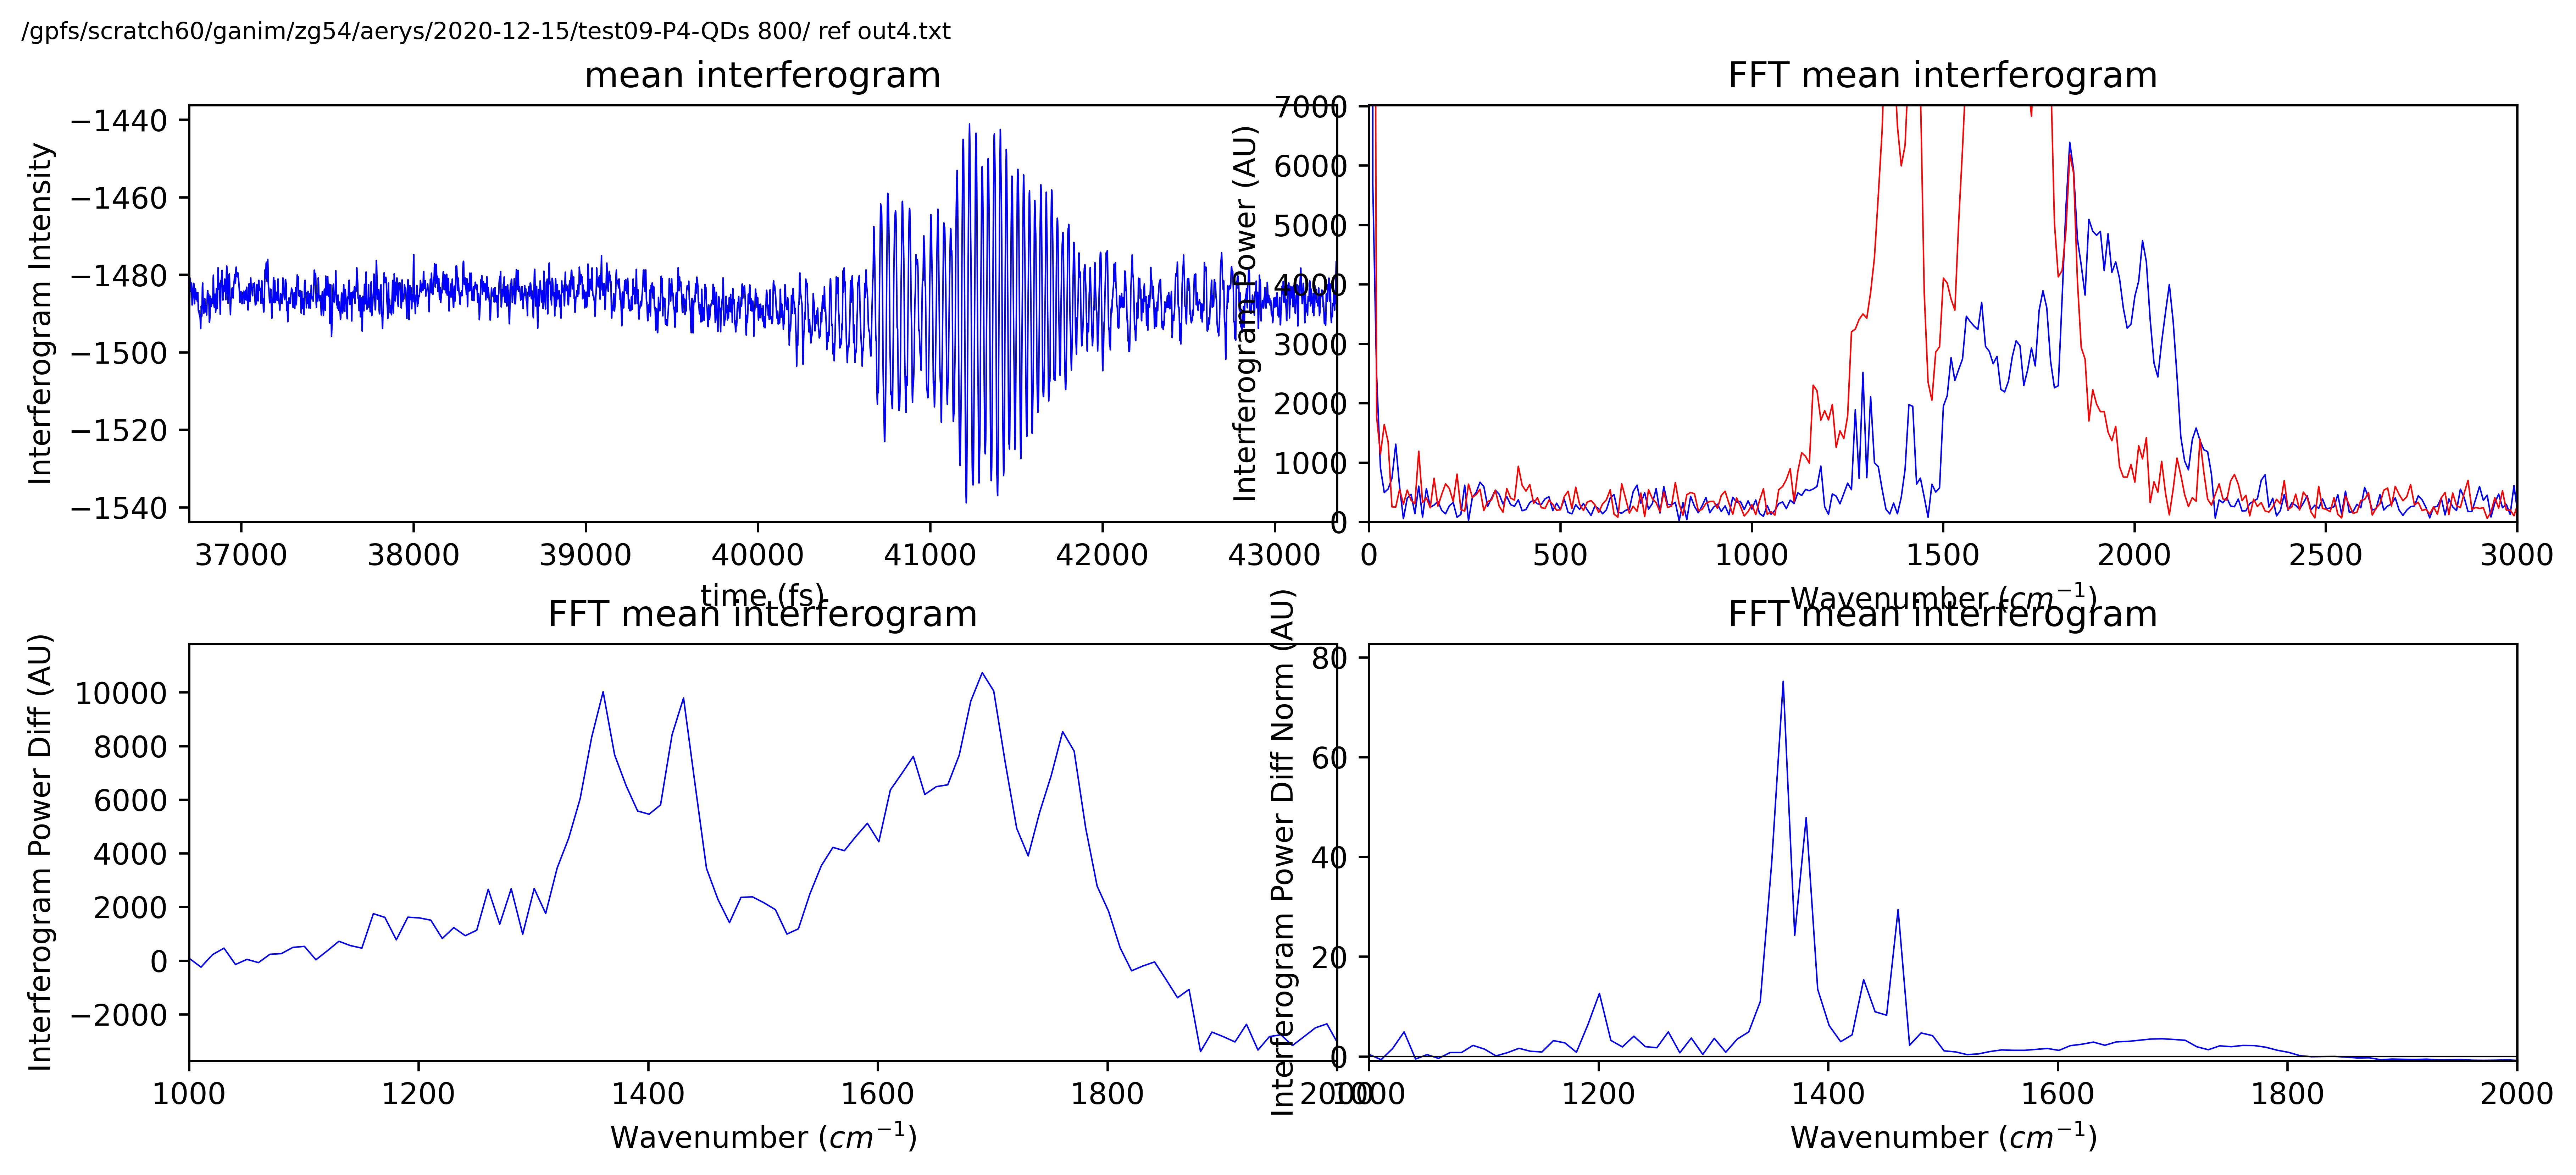 /gpfs/scratch60/ganim/zg54/aerys/2020-12-15/test09-P4-QDs 800/ ref out4.txt
mean interferogram
Interferogram Intensity
−1440
−1460
−1480
−1500
−1520
−1540
37000 38000 39000 40000 41000 42000 43000
time (fs)
FFT mean interferogram
Interferogram Power (AU)
7000
6000
5000
4000
3000
2000
1000
0
0 500 1000 1500 2000 2500 3000
Wavenumber (cm⁻¹)
FFT mean interferogram
Interferogram Power Diff (AU)
10000
8000
6000
4000
2000
0
−2000
1000 1200 1400 1600 1800 2000
Wavenumber (cm⁻¹)
FFT mean interferogram
Interferogram Power Diff Norm (AU)
80
60
40
20
0
1000 1200 1400 1600 1800 2000
Wavenumber (cm⁻¹)